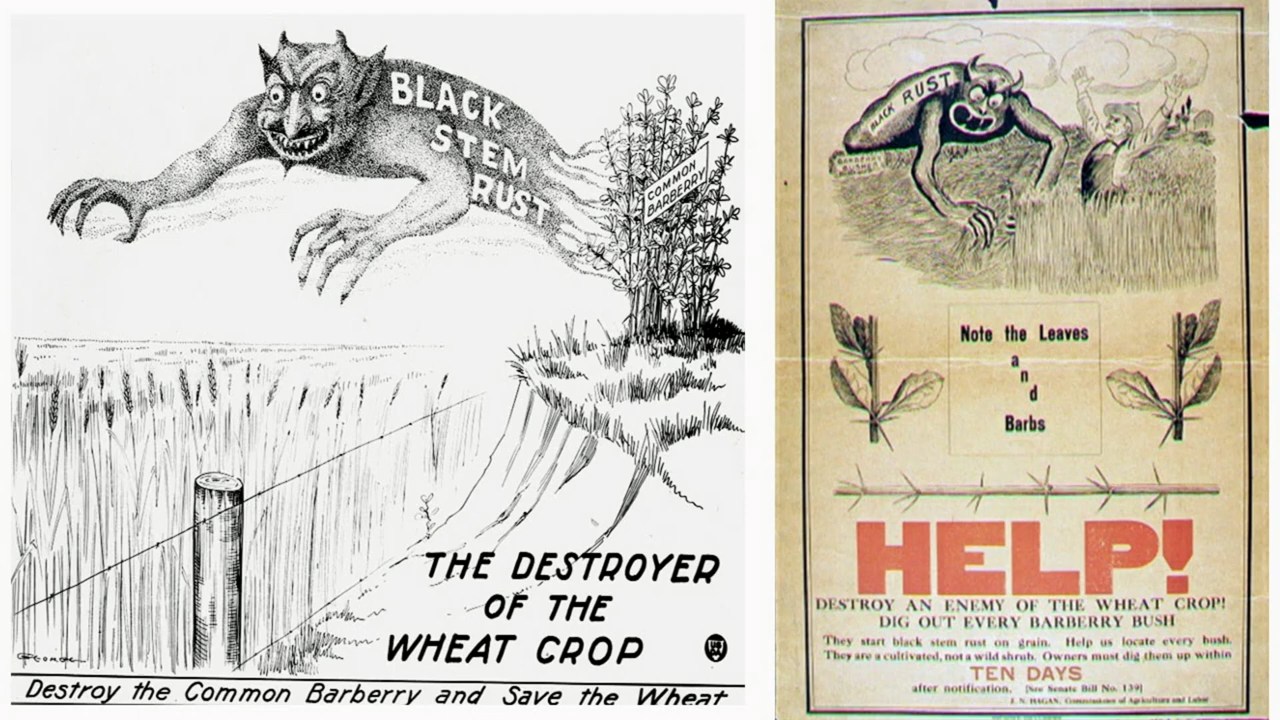 BLACK
STEM
RUST
COMMON
BARBERRY
THE DESTROYER
OF THE
WHEAT CROP
Destroy the Common Barberry and Save the Wheat
BLACK RUST
Note the Leaves
a
n
d
Barbs
HELP!
DESTROY AN ENEMY OF THE WHEAT CROP!
DIG OUT EVERY BARBERRY BUSH
They start black stem rust on grain. Help us locate every bush.
They are a cultivated, not a wild shrub. Owners must dig them up within
TEN DAYS
after notification. [See Senate Bill No. 139]
J. N. HAGAN, Commissioner of Agriculture and Labor